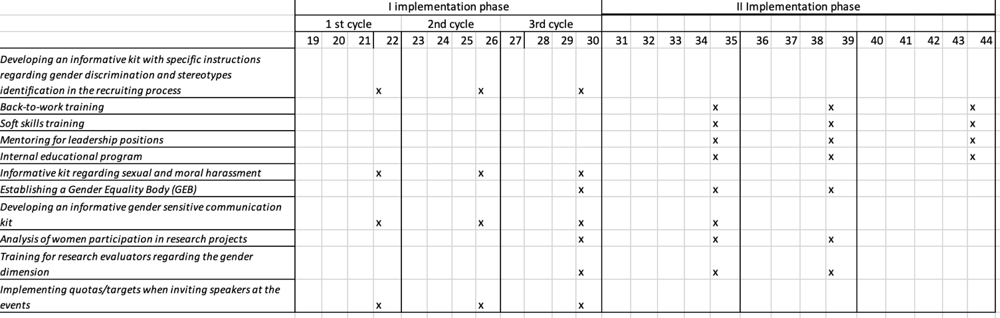 I implementation phase II Implementation phase
1 st cycle 2nd cycle 3rd cycle
19 20 21 22 23 24 25 26 27 28 29 30 31 32 33 34 35 36 37 38 39 40 41 42 43 44
Developing an informative kit with specific instructions
regarding gender discrimination and stereotypes
identification in the recruiting process x x x
Back-to-work training x x x
Soft skills training x x x
Mentoring for leadership positions x x x
Internal educational program x x x
Informative kit regarding sexual and moral harassment x x x
Establishing a Gender Equality Body (GEB) x x x
Developing an informative gender sensitive communication
kit x x x x
Analysis of women participation in research projects x x x
Training for research evaluators regarding the gender
dimension x x x
Implementing quotas/targets when inviting speakers at the
events x x x